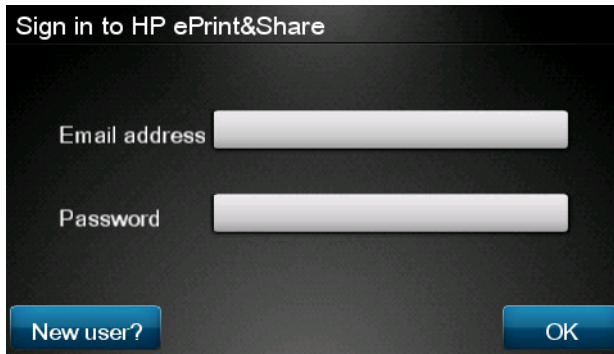 Sign in to HP ePrint&Share
Email address
Password
New user?
OK